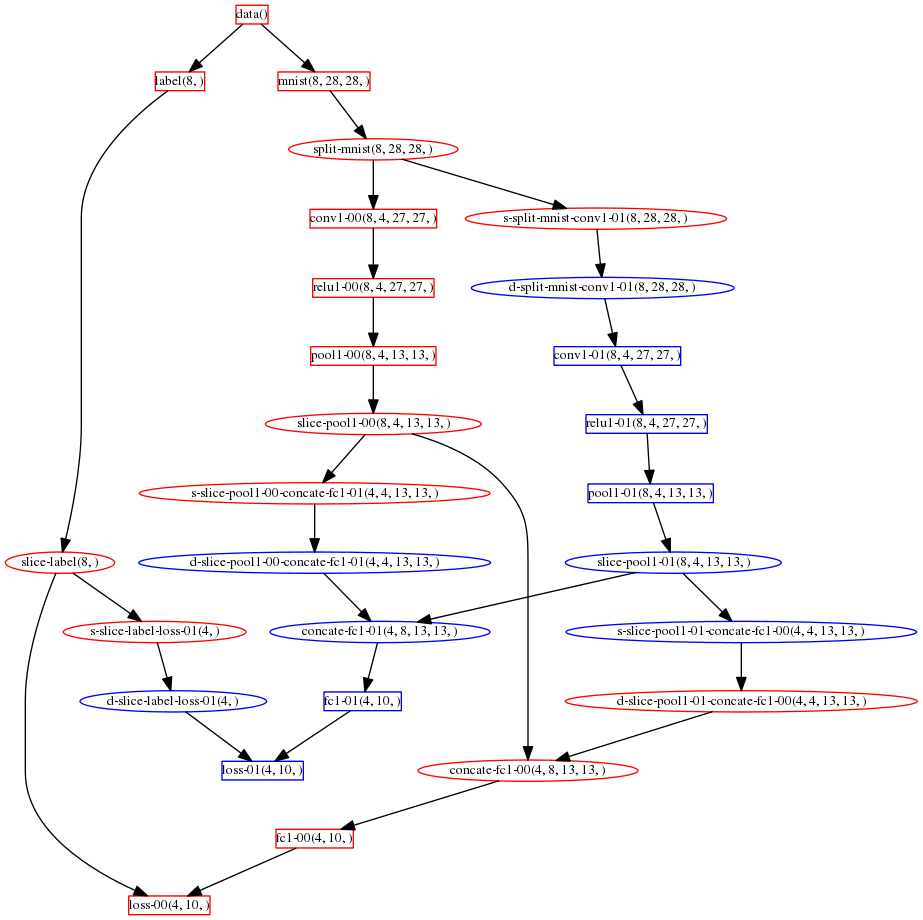 data()
label(8, )
mnist(8, 28, 28, )
split-mnist(8, 28, 28, )
conv1-00(8, 4, 27, 27, )
s-split-mnist-conv1-01(8, 28, 28, )
relu1-00(8, 4, 27, 27, )
d-split-mnist-conv1-01(8, 28, 28, )
pool1-00(8, 4, 13, 13, )
conv1-01(8, 4, 27, 27, )
slice-pool1-00(8, 4, 13, 13, )
relu1-01(8, 4, 27, 27, )
s-slice-pool1-00-concate-fc1-01(4, 4, 13, 13, )
pool1-01(8, 4, 13, 13, )
slice-label(8, )
d-slice-pool1-00-concate-fc1-01(4, 4, 13, 13, )
slice-pool1-01(8, 4, 13, 13, )
s-slice-label-loss-01(4, )
concate-fc1-01(4, 8, 13, 13, )
s-slice-pool1-01-concate-fc1-00(4, 4, 13, 13, )
d-slice-label-loss-01(4, )
fc1-01(4, 10, )
d-slice-pool1-01-concate-fc1-00(4, 4, 13, 13, )
loss-01(4, 10, )
concate-fc1-00(4, 8, 13, 13, )
fc1-00(4, 10, )
loss-00(4, 10, )